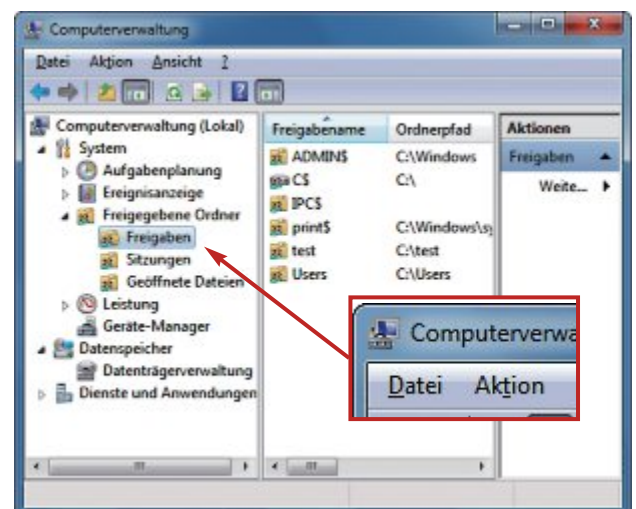 Computerverwaltung
Datei Aktion Ansicht ?
Computerverwaltung (Lokal)
System
Aufgabenplanung
Ereignisanzeige
Freigegebene Ordner
Freigaben
Sitzungen
Geöffnete Dateien
Leistung
Geräte-Manager
Datenspeicher
Datenträgerverwaltung
Dienste und Anwendungen
Freigabename Ordnerpfad
ADMIN$ C:\Windows
C$ C:\
IPC$
print$ C:\Windows\sy
test C:\test
Users C:\Users
Aktionen
Freigaben
Weite...
Computerverwa
Datei Aktion